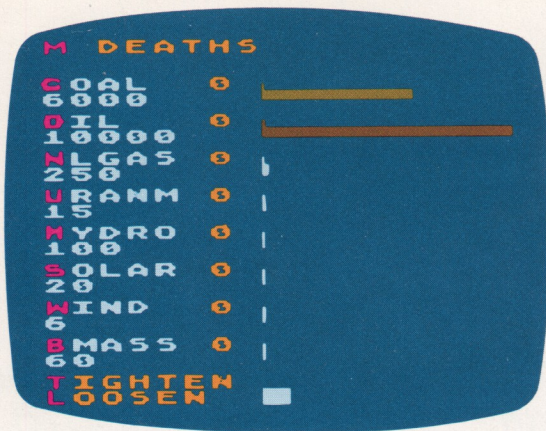 M DEATHS
COAL 0
6000
OIL 0
10000
NLGAS 0
250
URANM 0
15
HYDRO 0
100
SOLAR 0
20
WIND 0
6
BMASS 0
60
TIGHTEN
LOOSEN